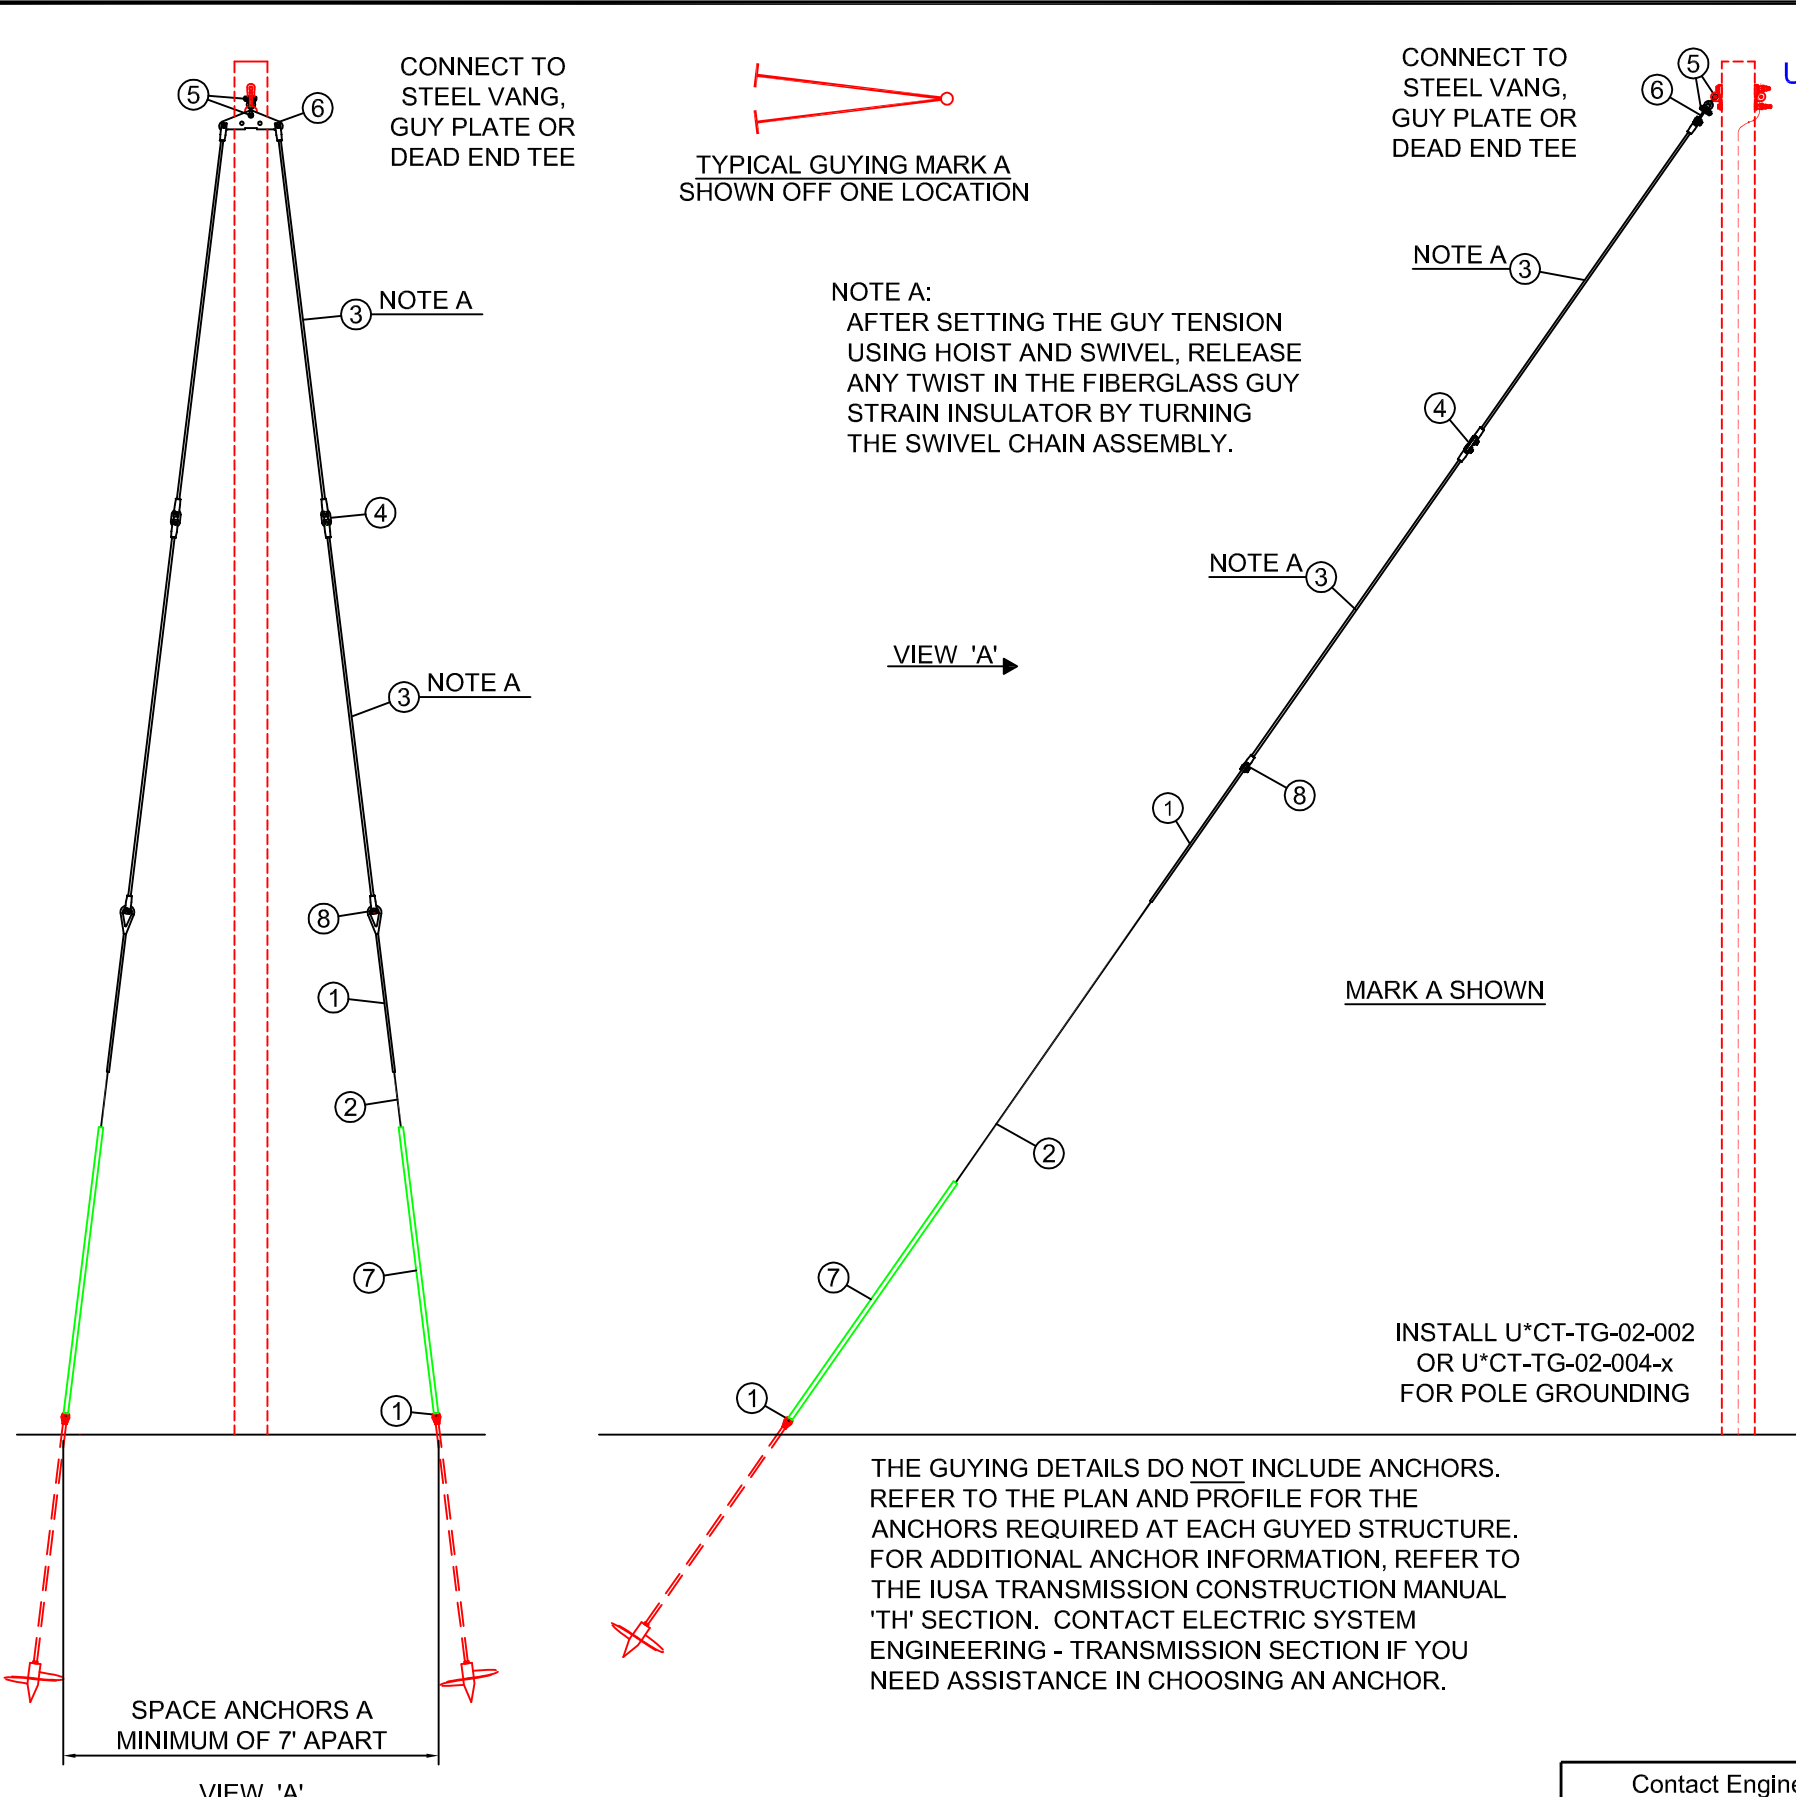 CONNECT TO
STEEL VANG,
GUY PLATE OR
DEAD END TEE
5
6
3 NOTE A
4
3 NOTE A
8
1
2
7
1
SPACE ANCHORS A
MINIMUM OF 7' APART
VIEW 'A'
TYPICAL GUYING MARK A
SHOWN OFF ONE LOCATION
NOTE A:
AFTER SETTING THE GUY TENSION
USING HOIST AND SWIVEL, RELEASE
ANY TWIST IN THE FIBERGLASS GUY
STRAIN INSULATOR BY TURNING
THE SWIVEL CHAIN ASSEMBLY.
VIEW 'A'
CONNECT TO
STEEL VANG,
GUY PLATE OR
DEAD END TEE
5
U
6
NOTE A 3
4
NOTE A 3
8
1
MARK A SHOWN
2
7
1
INSTALL U*CT-TG-02-002
OR U*CT-TG-02-004-x
FOR POLE GROUNDING
THE GUYING DETAILS DO NOT INCLUDE ANCHORS.
REFER TO THE PLAN AND PROFILE FOR THE
ANCHORS REQUIRED AT EACH GUYED STRUCTURE.
FOR ADDITIONAL ANCHOR INFORMATION, REFER TO
THE IUSA TRANSMISSION CONSTRUCTION MANUAL
'TH' SECTION. CONTACT ELECTRIC SYSTEM
ENGINEERING - TRANSMISSION SECTION IF YOU
NEED ASSISTANCE IN CHOOSING AN ANCHOR.
Contact Engine